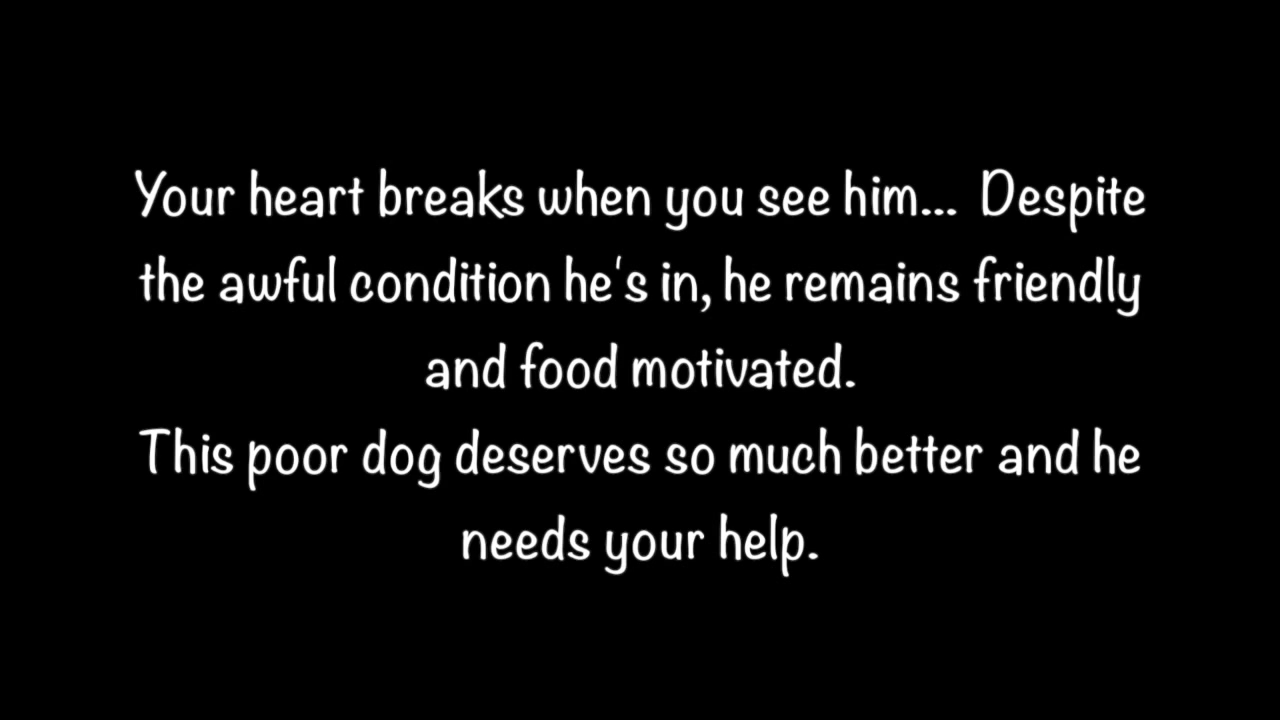 Your heart breaks when you see him... Despite
the awful condition he's in, he remains friendly
and food motivated.
This poor dog deserves so much better and he
needs your help.